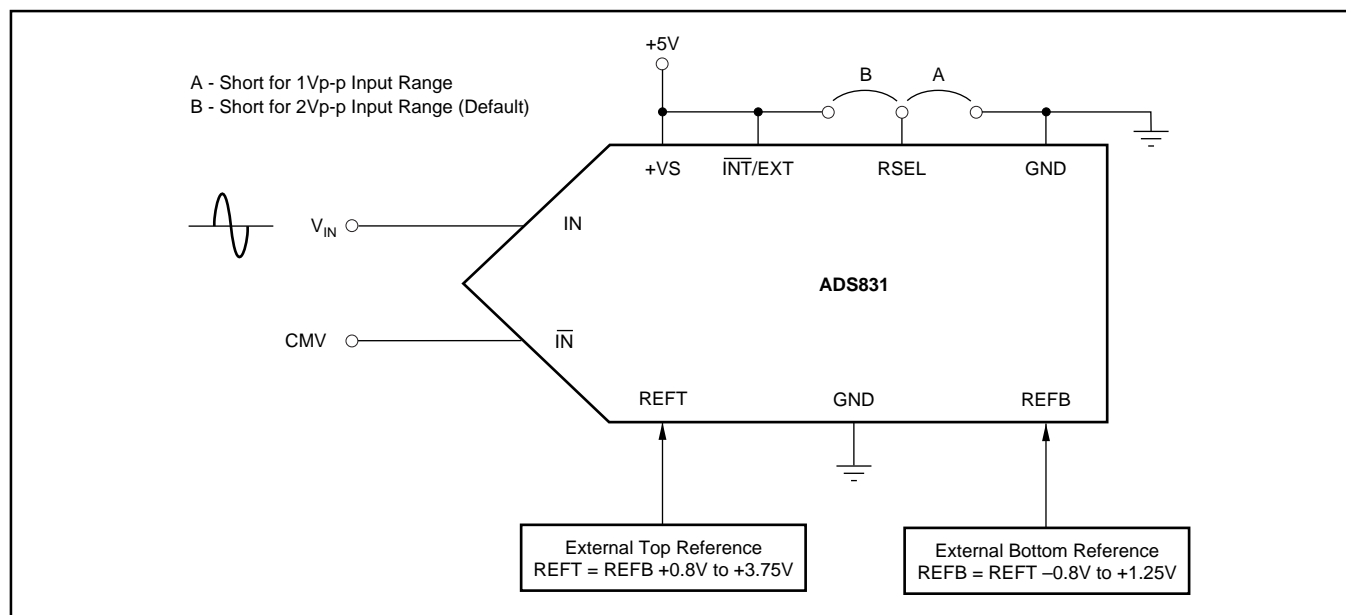 +5V
A - Short for 1Vp-p Input Range
B - Short for 2Vp-p Input Range (Default)
B
A
+VS
I̅N̅T̅/EXT
RSEL
GND
VIN
IN
ADS831
CMV
I̅N̅
REFT
GND
REFB
External Top Reference
REFT = REFB +0.8V to +3.75V
External Bottom Reference
REFB = REFT –0.8V to +1.25V